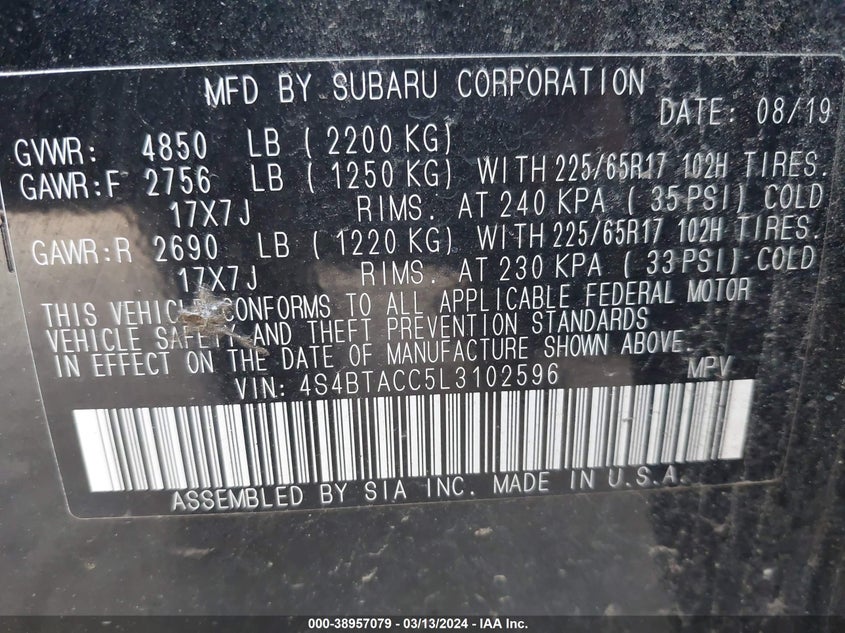 MFD BY SUBARU CORPORATION
DATE: 08/19
GVWR: 4850 LB ( 2200 KG)
GAWR:F 2756 LB ( 1250 KG) WITH 225/65R17 102H TIRES.
17X7J RIMS. AT 240 KPA ( 35 PSI) COLD
GAWR:R 2690 LB ( 1220 KG) WITH 225/65R17 102H TIRES.
17X7J RIMS. AT 230 KPA ( 33 PSI) COLD
THIS VEHICLE CONFORMS TO ALL APPLICABLE FEDERAL MOTOR
VEHICLE SAFETY AND THEFT PREVENTION STANDARDS
IN EFFECT ON THE DATE OF MANUFACTURE SHOWN ABOVE.
VIN: 4S4BTACC5L3102596 MPV
ASSEMBLED BY SIA INC. MADE IN U.S.A.
000-38957079 - 03/13/2024 - IAA Inc.